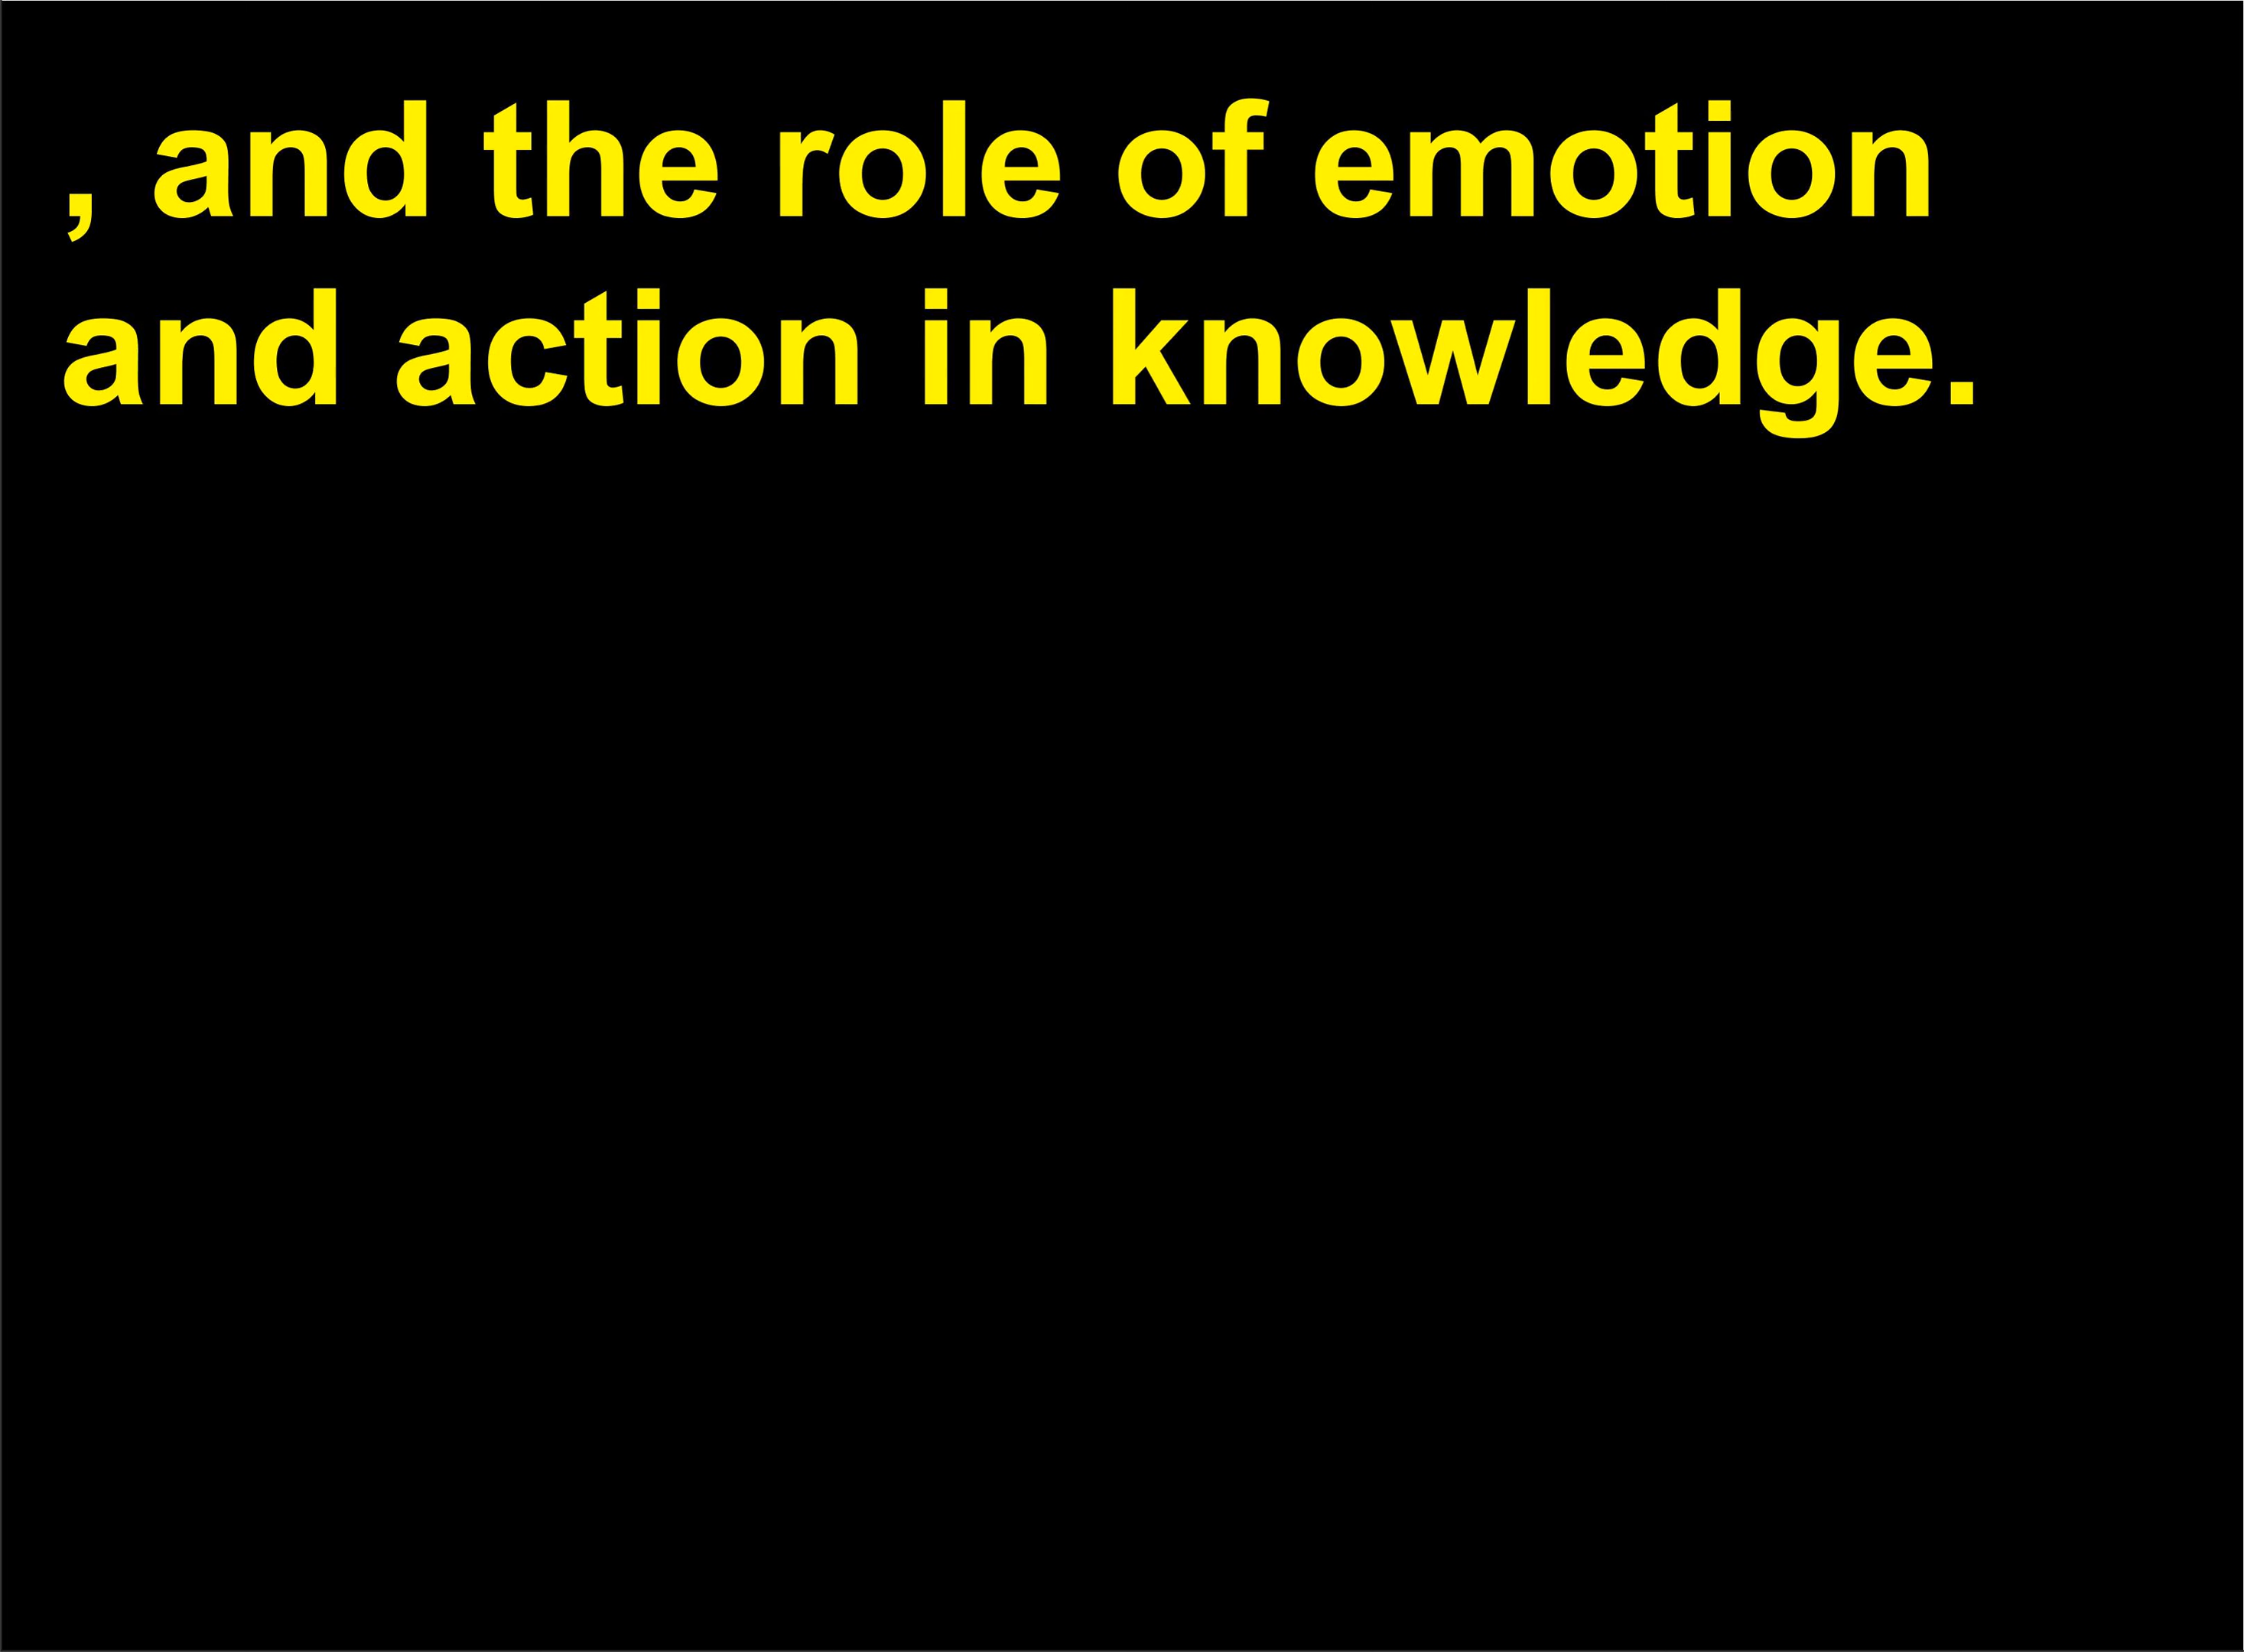 , and the role of emotion
and action in knowledge.